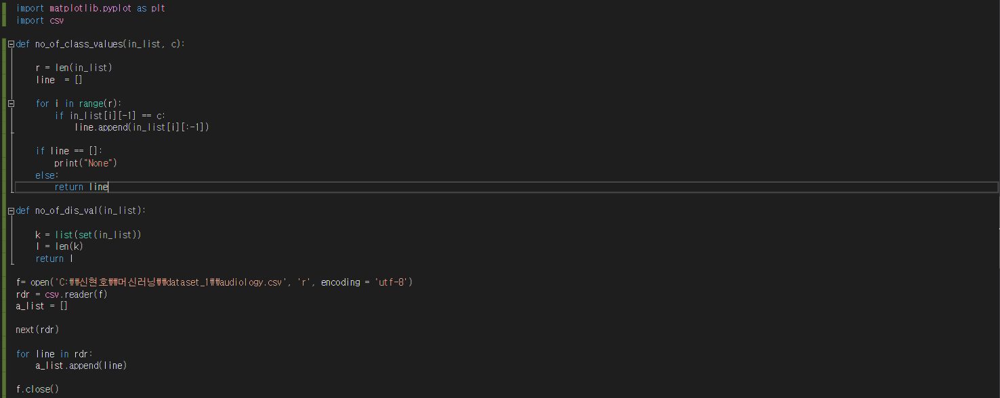 import matplotlib.pyplot as plt
import csv
def no_of_class_values(in_list, c):
r = len(in_list)
line  = []
for i in range(r):
if in_list[i][-1] == c:
line.append(in_list[i][:-1])
if line == []:
print("None")
else:
return line
def no_of_dis_val(in_list):
k = list(set(in_list))
l = len(k)
return l
f= open('C:₩₩신현호₩₩머신러닝₩₩dataset_1₩₩audiology.csv', 'r', encoding = 'utf-8')
rdr = csv.reader(f)
a_list = []
next(rdr)
for line in rdr:
a_list.append(line)
f.close()